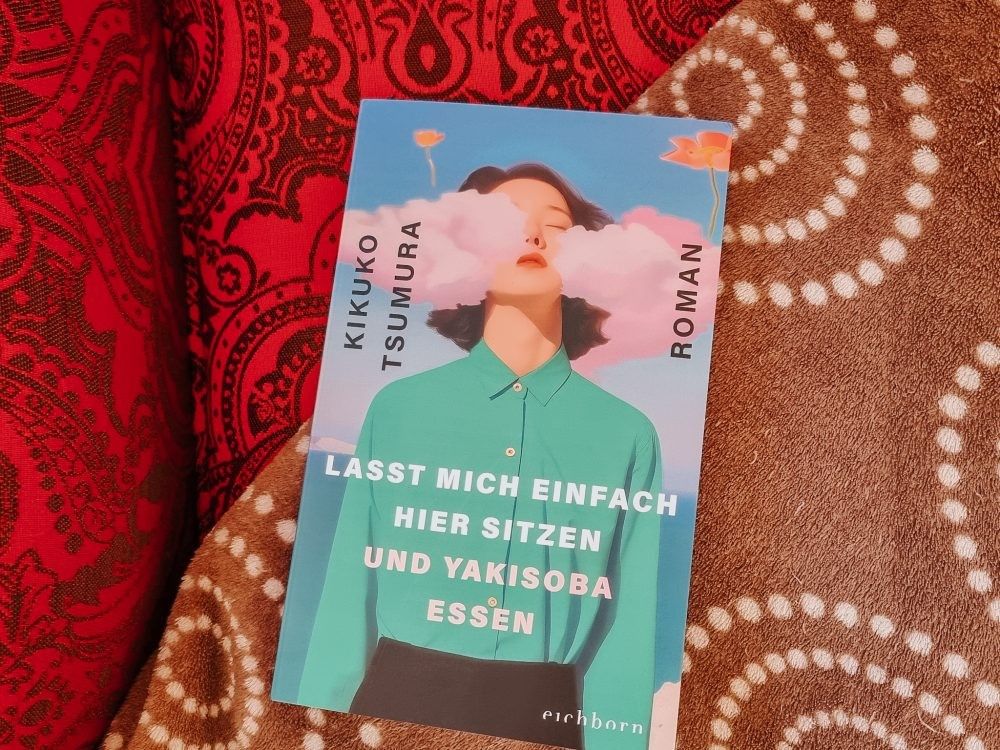 KIKUKO
TSUMURA
ROMAN
LASST MICH EINFACH
HIER SITZEN
UND YAKISOBA
ESSEN
eichborn